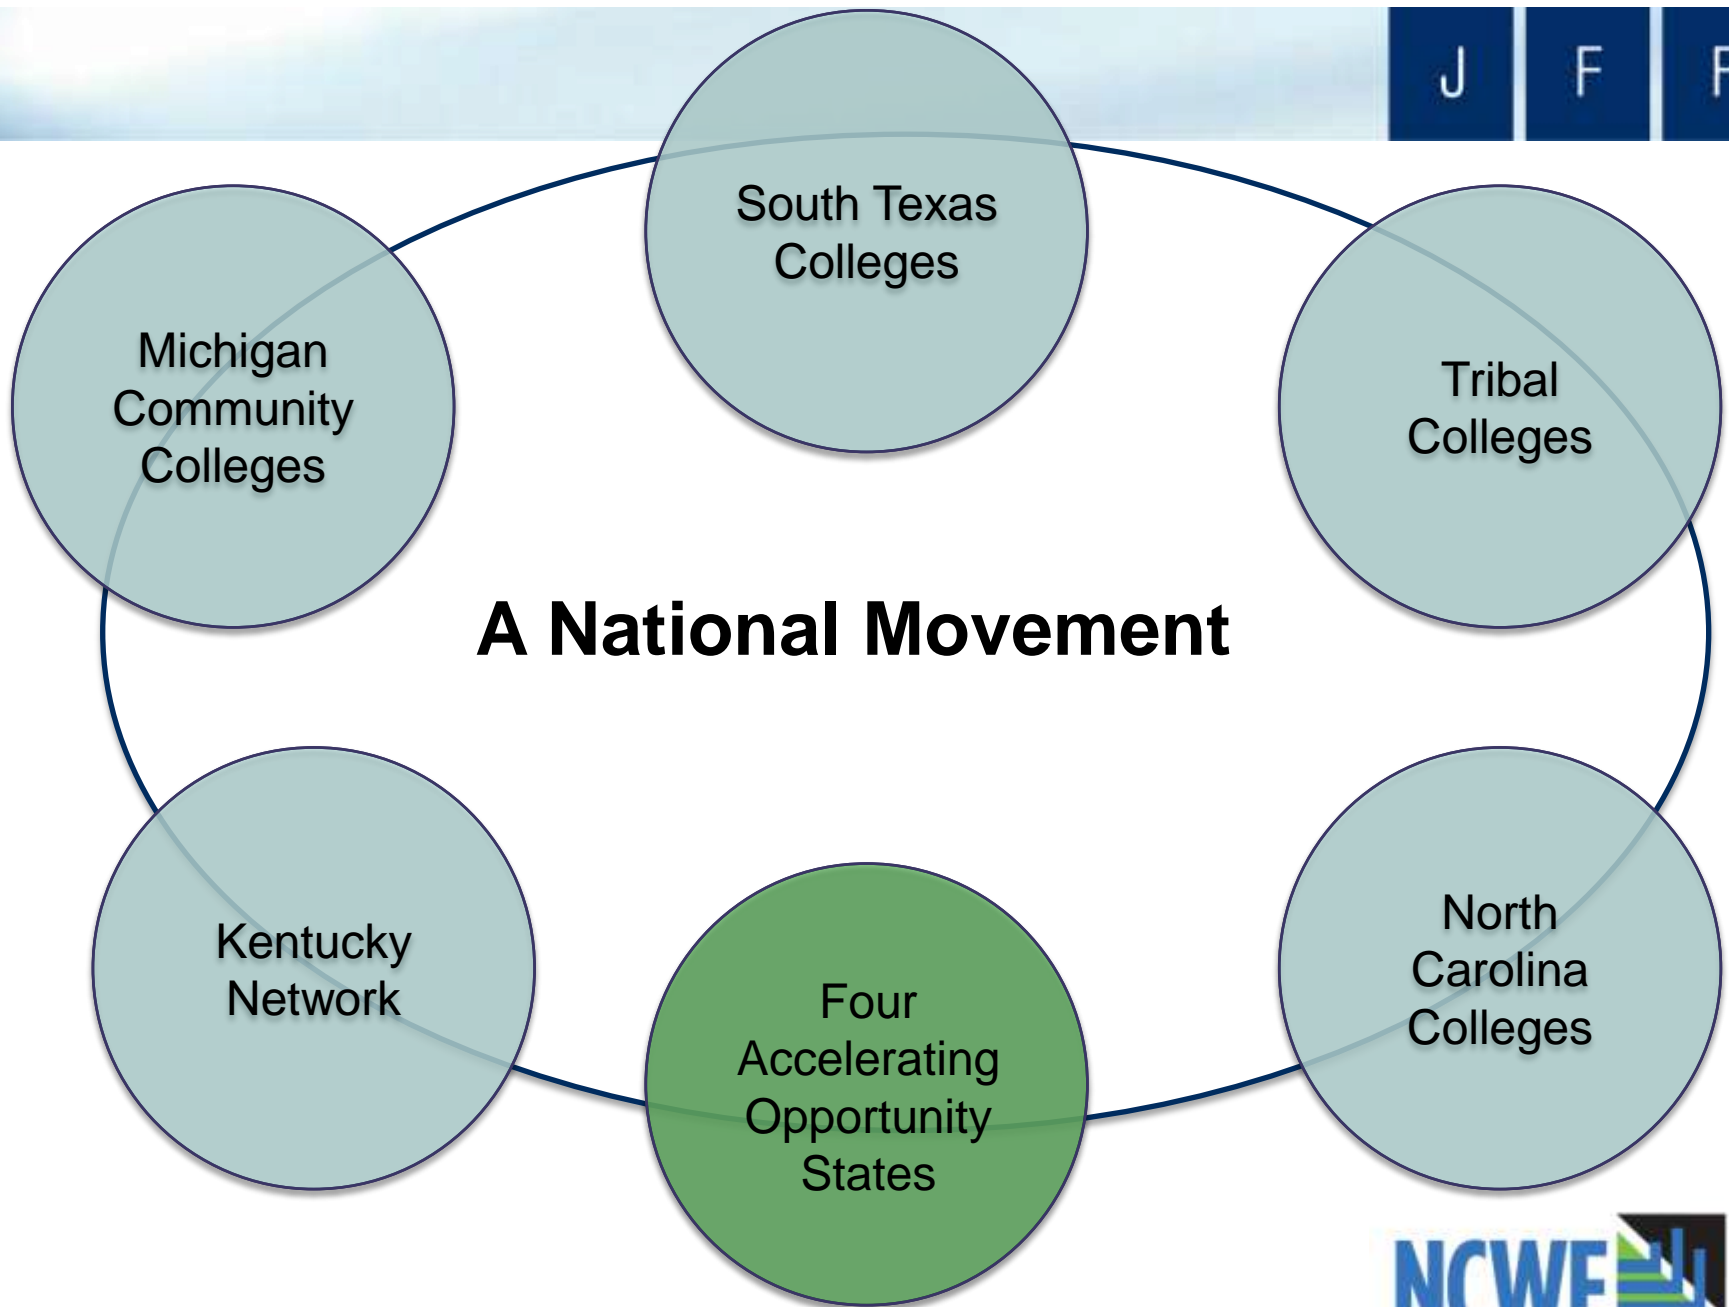 J F F
South Texas
Colleges
Michigan
Community
Colleges
Tribal
Colleges
A National Movement
Kentucky
Network
Four
Accelerating
Opportunity
States
North
Carolina
Colleges
NCWE